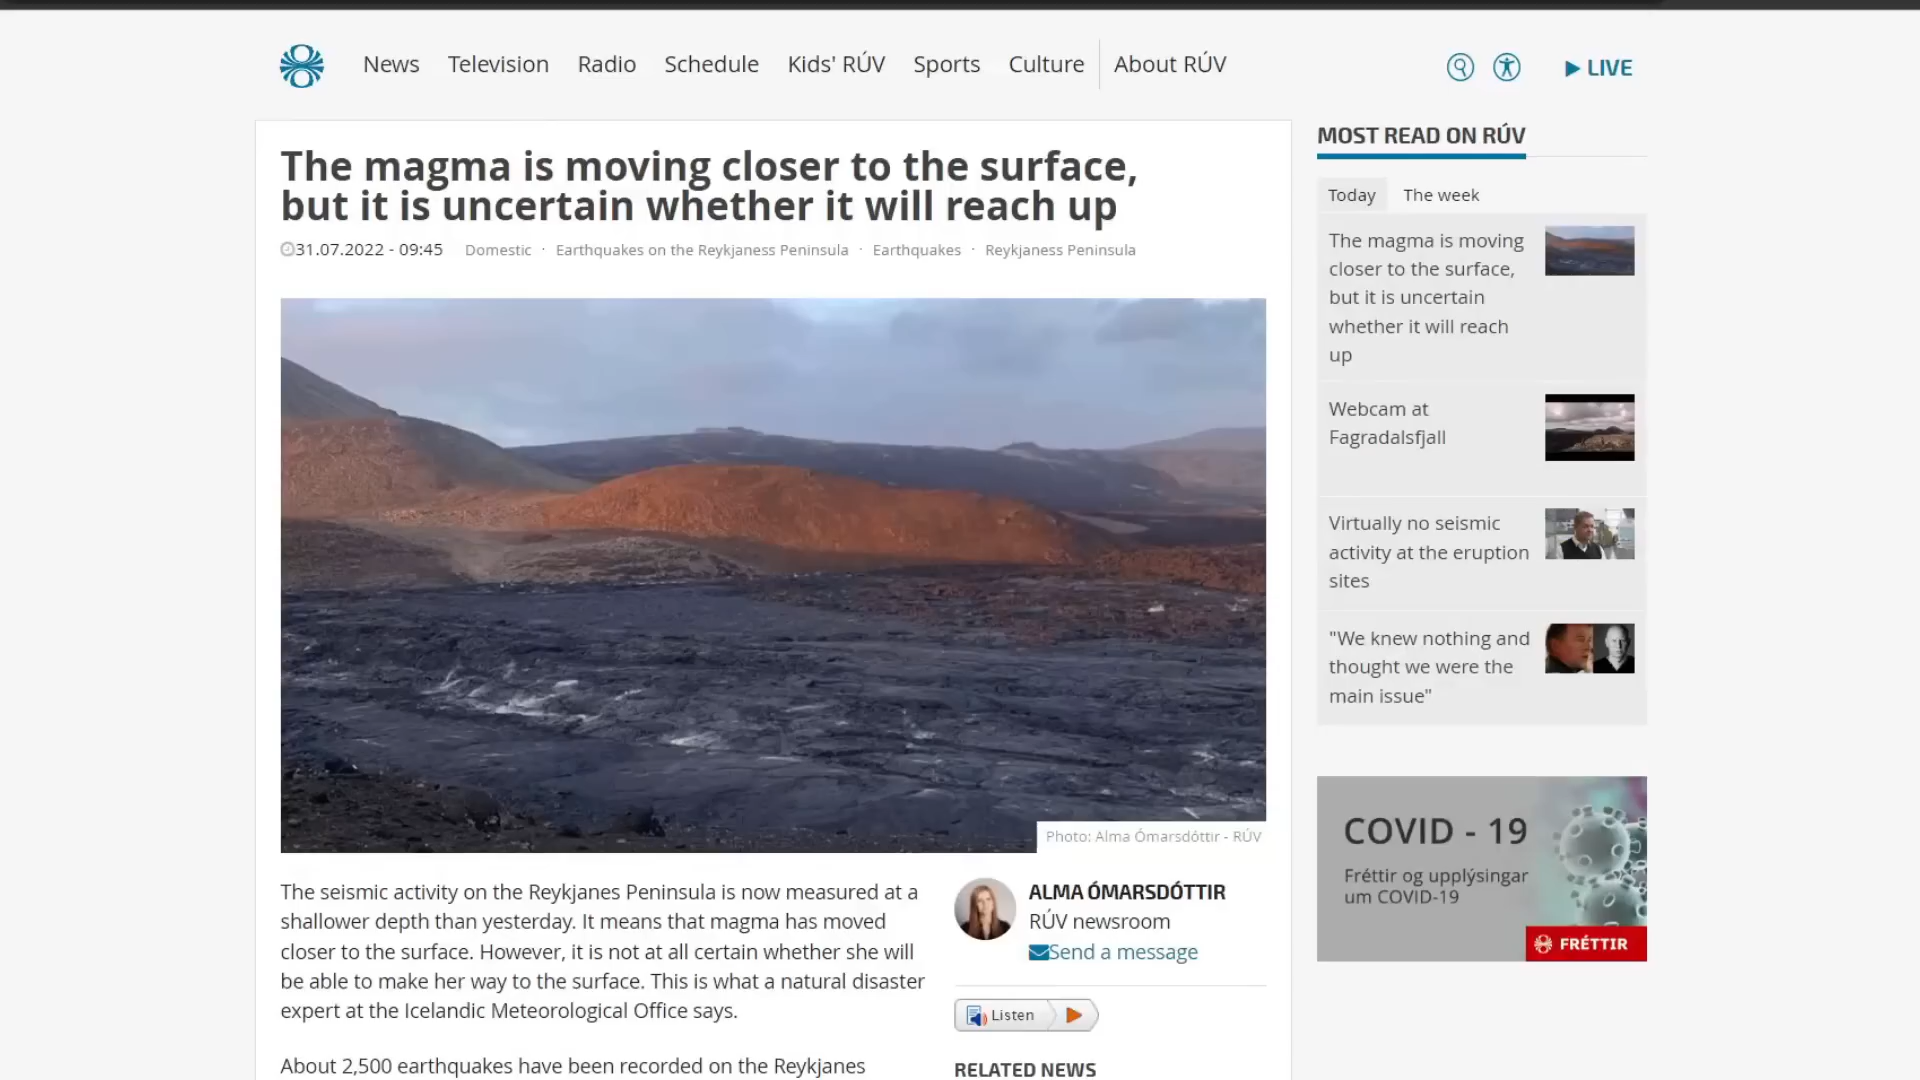 News Television Radio Schedule Kids' RÚV Sports Culture About RÚV LIVE
The magma is moving closer to the surface,
but it is uncertain whether it will reach up
31.07.2022 - 09:45 Domestic · Earthquakes on the Reykjaness Peninsula · Earthquakes · Reykjaness Peninsula
Photo: Alma Ómarsdóttir - RÚV
The seismic activity on the Reykjanes Peninsula is now measured at a
shallower depth than yesterday. It means that magma has moved
closer to the surface. However, it is not at all certain whether she will
be able to make her way to the surface. This is what a natural disaster
expert at the Icelandic Meteorological Office says.
About 2,500 earthquakes have been recorded on the Reykjanes
ALMA ÓMARSDÓTTIR
RÚV newsroom
Send a message
Listen
RELATED NEWS
MOST READ ON RÚV
Today The week
The magma is moving
closer to the surface,
but it is uncertain
whether it will reach
up
Webcam at
Fagradalsfjall
Virtually no seismic
activity at the eruption
sites
"We knew nothing and
thought we were the
main issue"
COVID - 19
Fréttir og upplýsingar
um COVID-19
FRÉTTIR